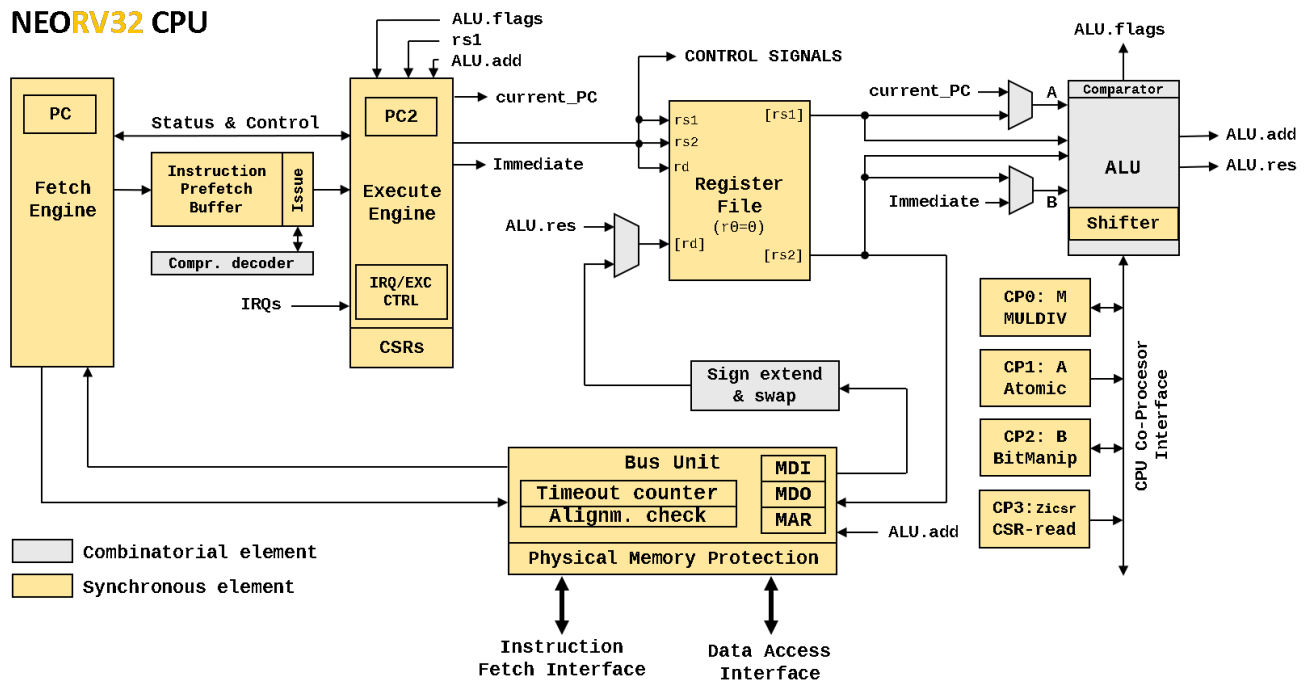 NEORV32 CPU
ALU.flags
rs1
ALU.add
PC
Fetch
Engine
Status & Control
Instruction
Prefetch
Buffer
Issue
Compr. decoder
IRQs
PC2
Execute
Engine
IRQ/EXC
CTRL
CSRs
current_PC
Immediate
CONTROL SIGNALS
rs1
rs2
rd
[rs1]
Register
File
(r0=0)
[rd]
[rs2]
ALU.res
current_PC
A
Immediate
B
ALU.flags
Comparator
ALU
Shifter
ALU.add
ALU.res
CP0: M
MULDIV
CP1: A
Atomic
CP2: B
BitManip
CP3:zicsr
CSR-read
CPU Co-Procesor
Interface
Sign extend
& swap
Bus Unit
Timeout counter
Alignm. check
MDI
MDO
MAR
ALU.add
Physical Memory Protection
Instruction
Fetch Interface
Data Access
Interface
Combinatorial element
Synchronous element